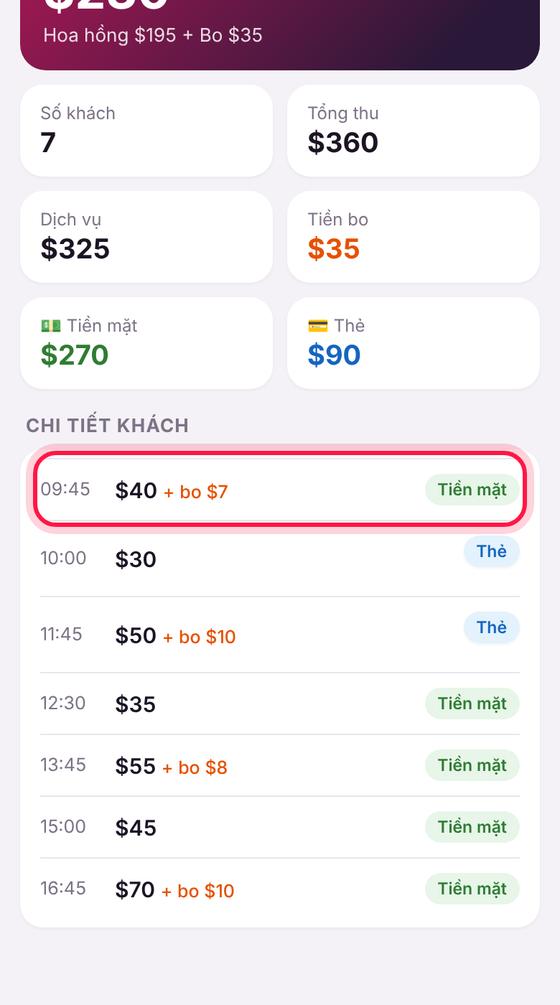 Hoa hồng $195 + Bo $35
Số khách
7
Tổng thu
$360
Dịch vụ
$325
Tiền bo
$35
💵 Tiền mặt
$270
💳 Thẻ
$90
CHI TIẾT KHÁCH
09:45 $40 + bo $7 Tiền mặt
10:00 $30 Thẻ
11:45 $50 + bo $10 Thẻ
12:30 $35 Tiền mặt
13:45 $55 + bo $8 Tiền mặt
15:00 $45 Tiền mặt
16:45 $70 + bo $10 Tiền mặt